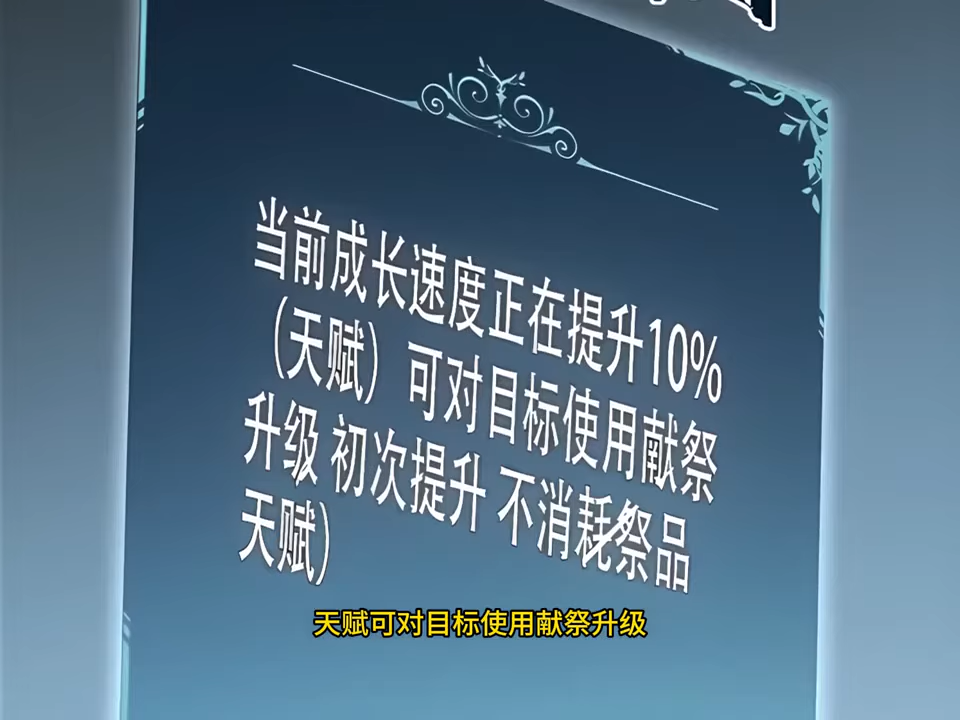 当前成长速度正在提升10%
（天赋）可对目标使用献祭
升级 初次提升 不消耗祭品
天赋）
天赋可对目标使用献祭升级